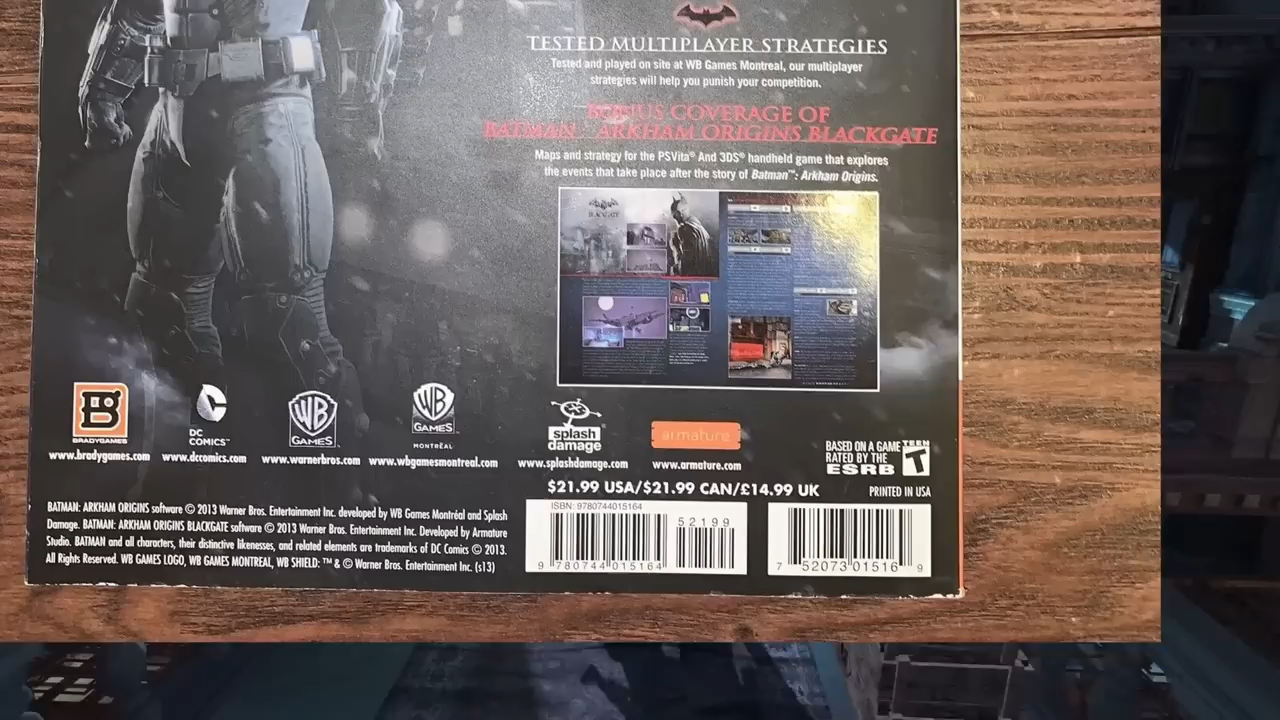 TESTED MULTIPLAYER STRATEGIES
Tested and played on site at WB Games Montreal, our multiplayer
strategies will help you punish your competition.
BONUS COVERAGE OF
BATMAN™: ARKHAM ORIGINS BLACKGATE
Maps and strategy for the PSVita® And 3DS® handheld game that explores
the events that take place after the story of Batman™: Arkham Origins.
BLACKGATE
B
BRADYGAMES
www.bradygames.com
DC
COMICS™
www.dccomics.com
WB
GAMES
www.warnerbros.com
WB
GAMES
MONTRÉAL
www.wbgamesmontreal.com
splash
damage
www.splashdamage.com
armature
www.armature.com
BASED ON A GAME
RATED BY THE
ESRB
TEEN
T
$21.99 USA/$21.99 CAN/£14.99 UK
PRINTED IN USA
BATMAN: ARKHAM ORIGINS software © 2013 Warner Bros. Entertainment Inc. developed by WB Games Montréal and Splash
Damage. BATMAN: ARKHAM ORIGINS BLACKGATE software © 2013 Warner Bros. Entertainment Inc. Developed by Armature
Studio. BATMAN and all characters, their distinctive likenesses, and related elements are trademarks of DC Comics © 2013.
All Rights Reserved. WB GAMES LOGO, WB GAMES MONTREAL, WB SHIELD: ™ & © Warner Bros. Entertainment Inc. (s13)
ISBN: 9780744015164
52199
9 780744 015164
7 52073 01516 9